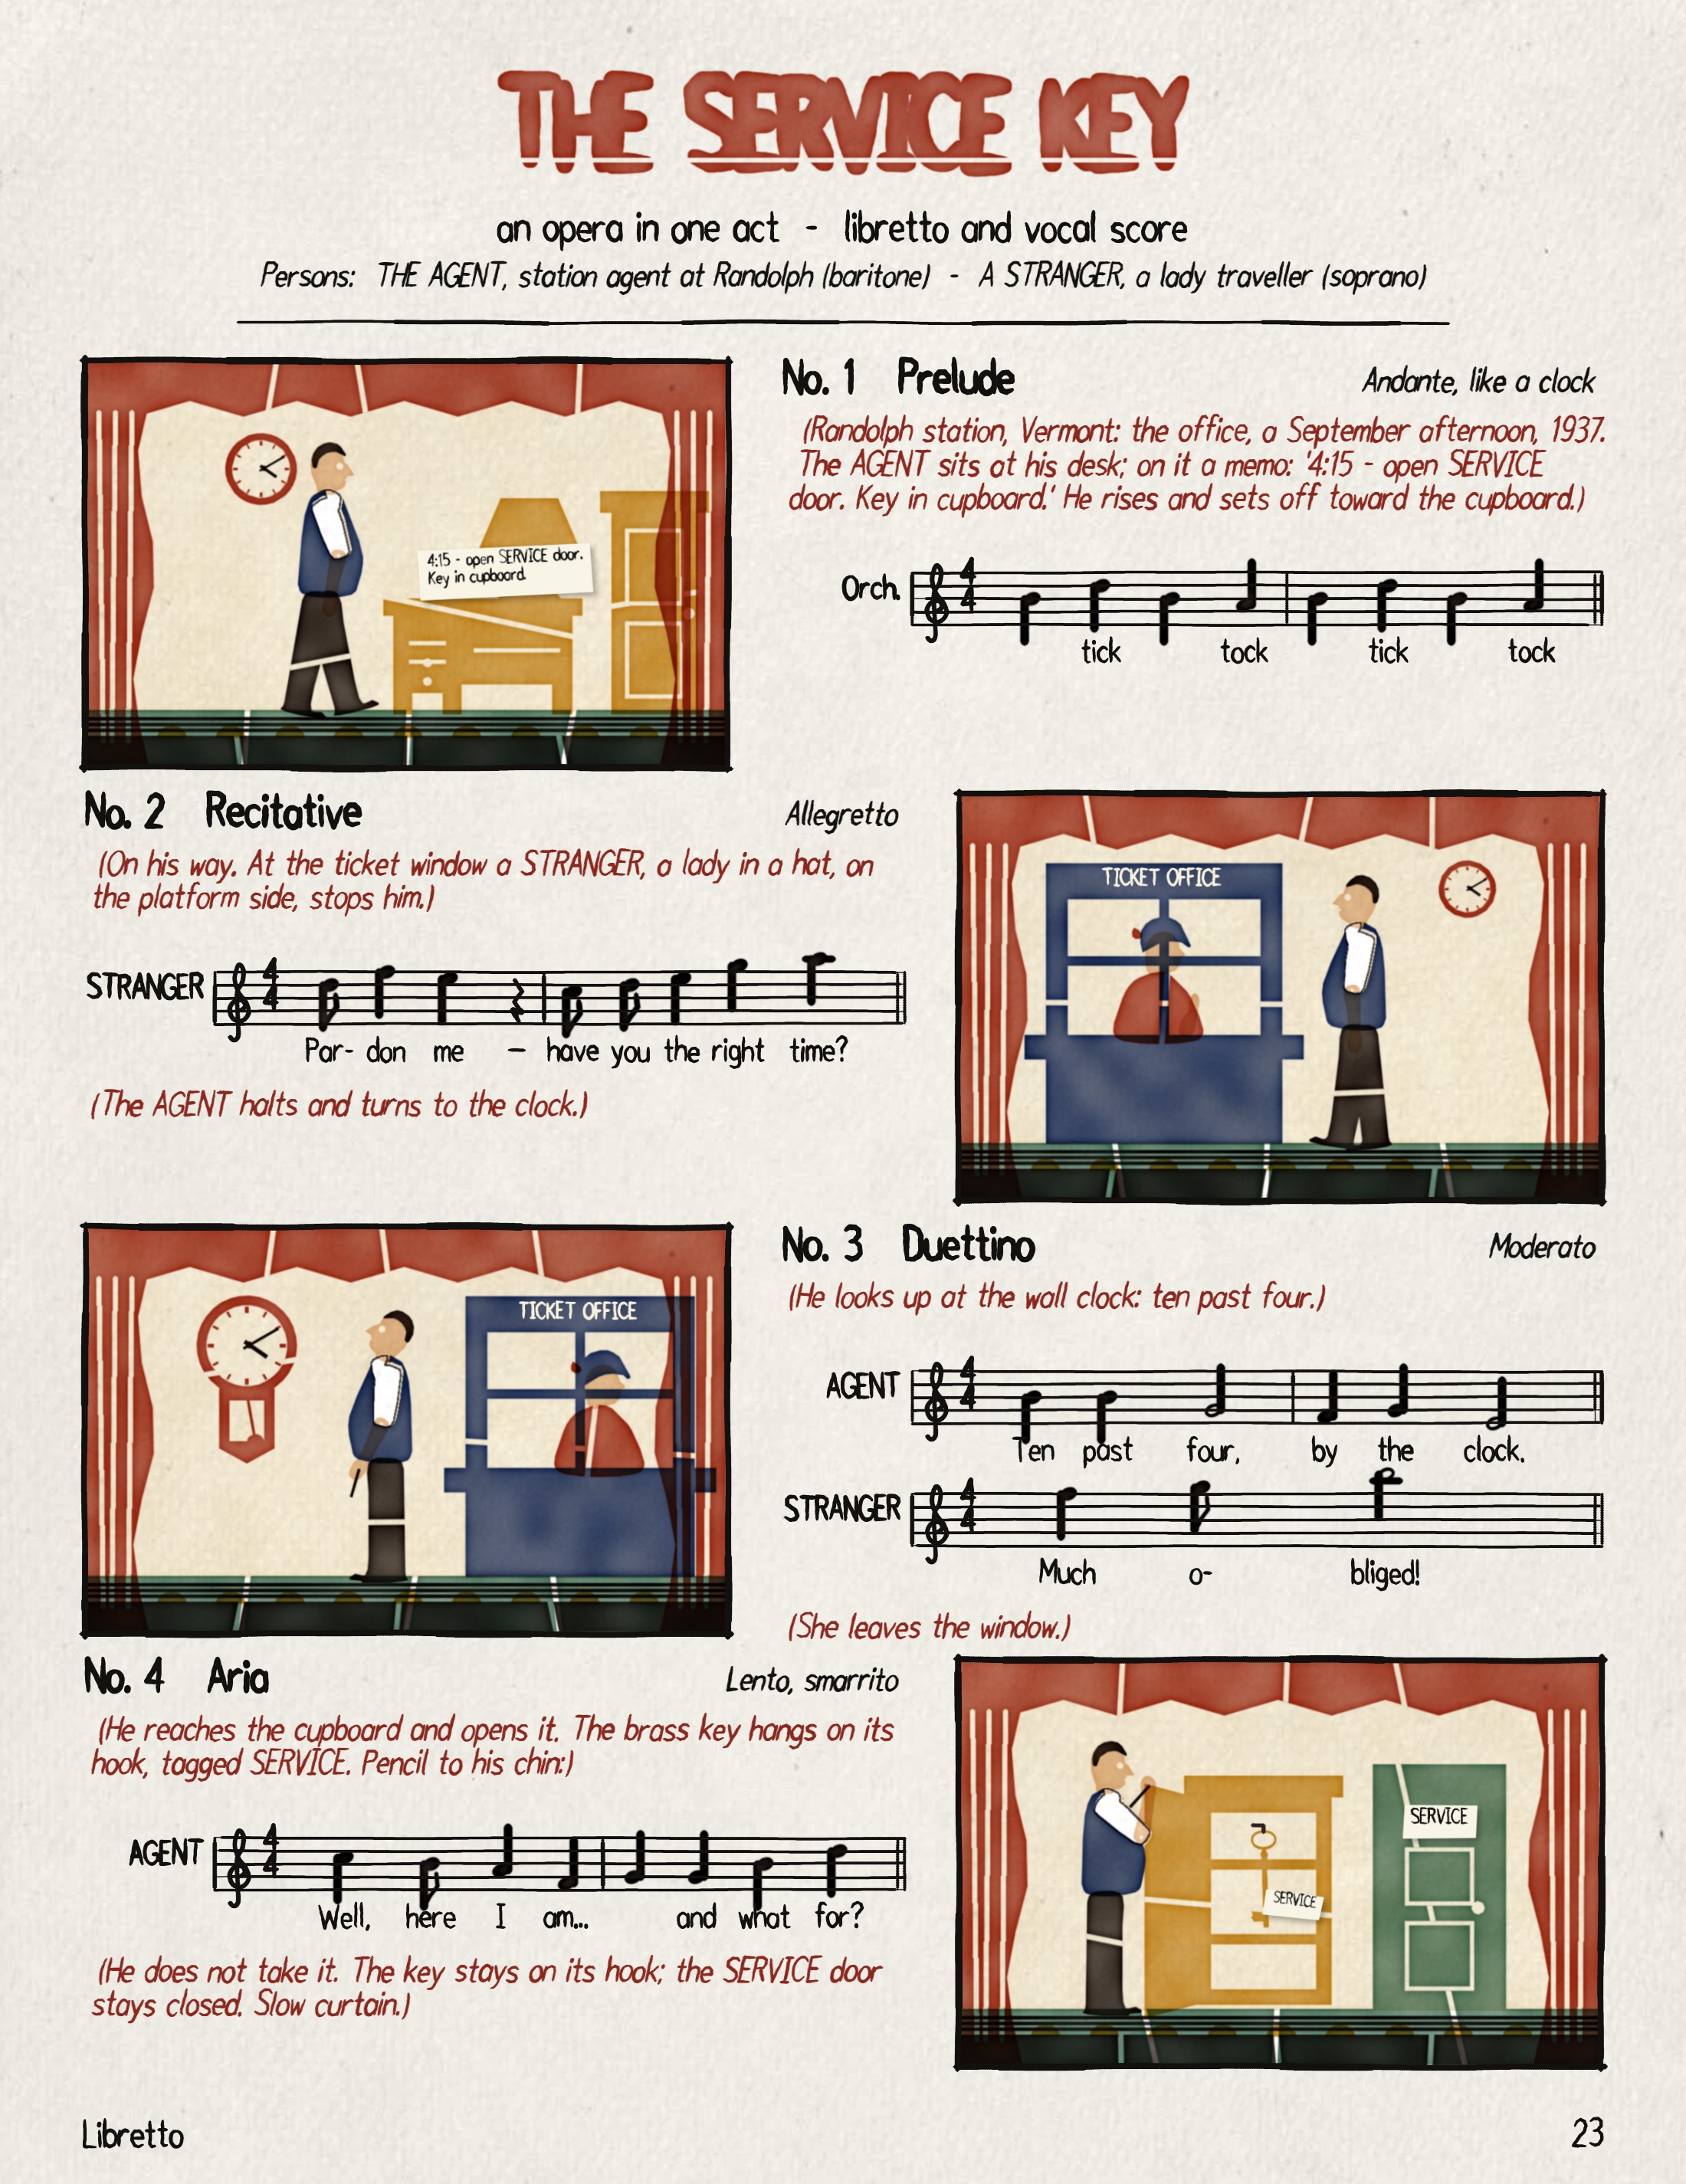 THE SERVICE KEY
an opera in one act - libretto and vocal score
Persons: THE AGENT, station agent at Randolph (baritone) - A STRANGER, a lady traveller (soprano)
4:15 - open SERVICE door.
Key in cupboard.
No. 1 Prelude
Andante, like a clock
(Randolph station, Vermont: the office, a September afternoon, 1937.
The AGENT sits at his desk; on it a memo: '4:15 - open SERVICE
door. Key in cupboard.' He rises and sets off toward the cupboard.)
Orch.
4
4
tick tock tick tock
No. 2 Recitative
Allegretto
(On his way. At the ticket window a STRANGER, a lady in a hat, on
the platform side, stops him.)
STRANGER
4
4
Par- don me – have you the right time?
(The AGENT halts and turns to the clock.)
TICKET OFFICE
TICKET OFFICE
No. 3 Duettino
Moderato
(He looks up at the wall clock: ten past four.)
AGENT
4
4
Ten past four, by the clock.
STRANGER
4
4
Much o- bliged!
(She leaves the window.)
No. 4 Aria
Lento, smarrito
(He reaches the cupboard and opens it. The brass key hangs on its
hook, tagged SERVICE. Pencil to his chin:)
AGENT
4
4
Well, here I am... and what for?
(He does not take it. The key stays on its hook; the SERVICE door
stays closed. Slow curtain.)
SERVICE
SERVICE
Libretto
23